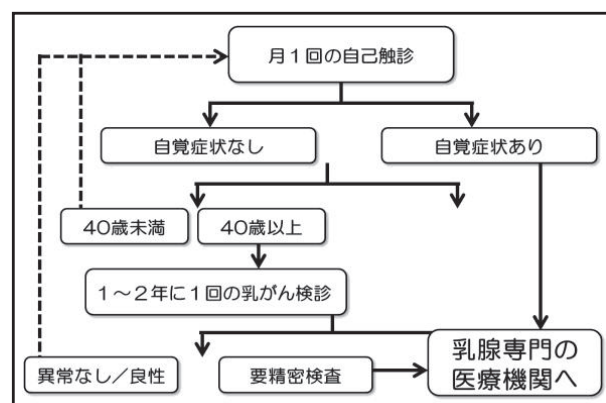 月1回の自己触診
自覚症状なし
自覚症状あり
40歳未満
40歳以上
1～2年に1回の乳がん検診
異常なし／良性
要精密検査
乳腺専門の
医療機関へ